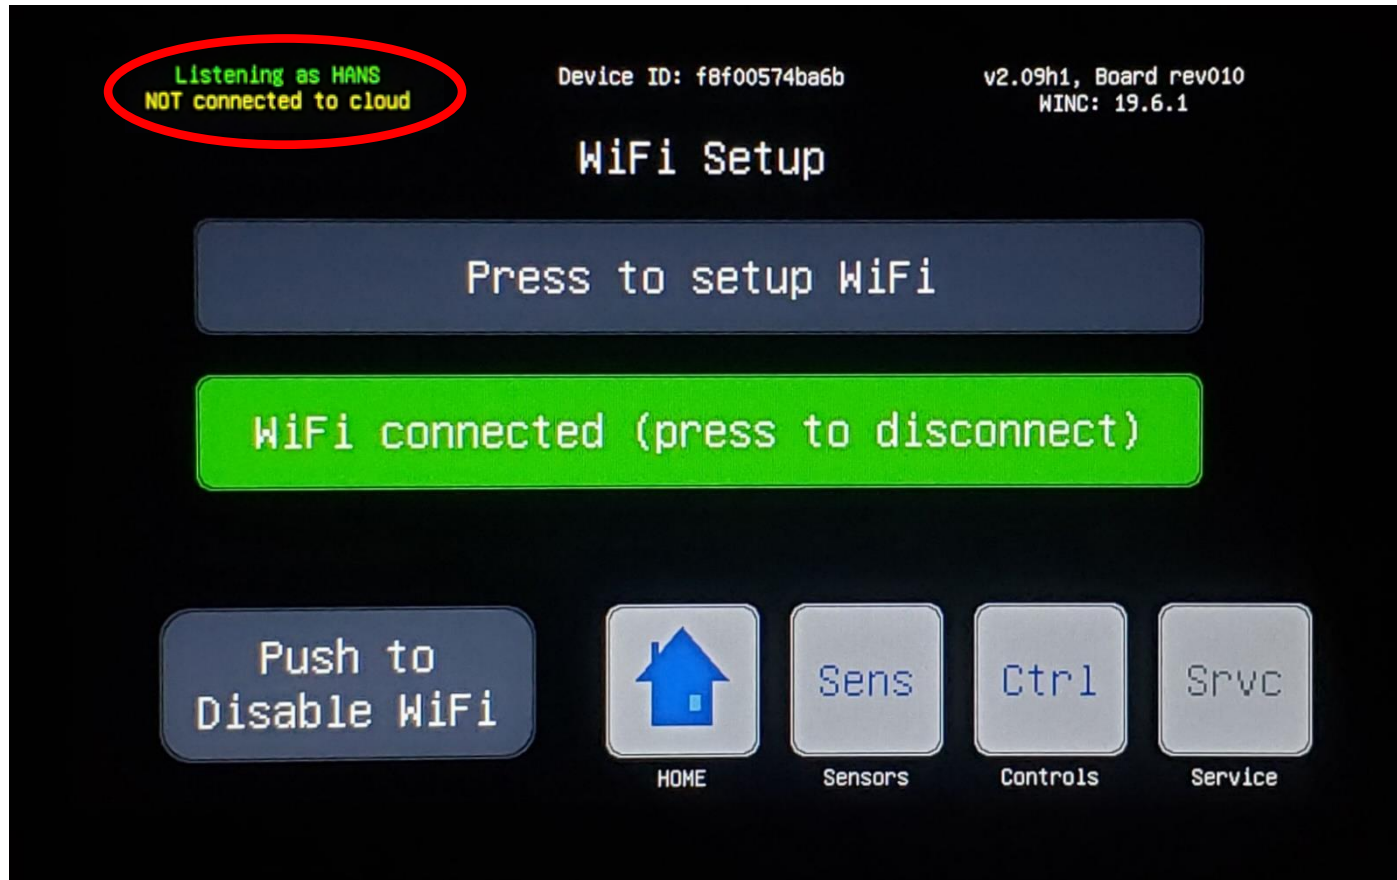 Listening as HANS
NOT connected to cloud
Device ID: f8f00574ba6b
v2.09h1, Board rev010
WINC: 19.6.1
WiFi Setup
Press to setup WiFi
WiFi connected (press to disconnect)
Push to
Disable WiFi
Sens
Ctrl
Srvc
HOME
Sensors
Controls
Service